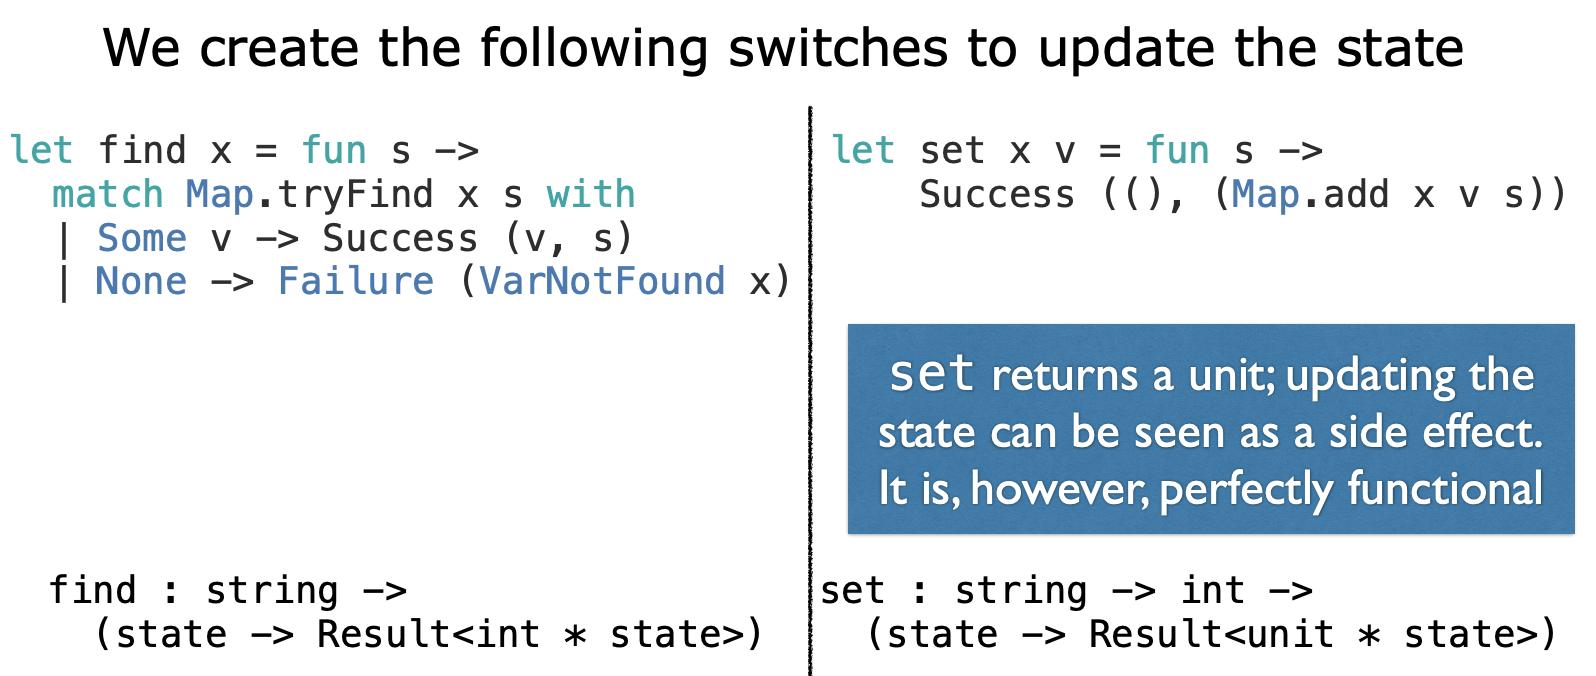 We create the following switches to update the state
let find x = fun s ->
match Map.tryFind x s with
| Some v -> Success (v, s)
| None -> Failure (VarNotFound x)
find : string ->
(state -> Result<int * state>)
let set x v = fun s ->
Success ((), (Map.add x v s))
set returns a unit; updating the
state can be seen as a side effect.
It is, however, perfectly functional
set : string -> int ->
(state -> Result<unit * state>)